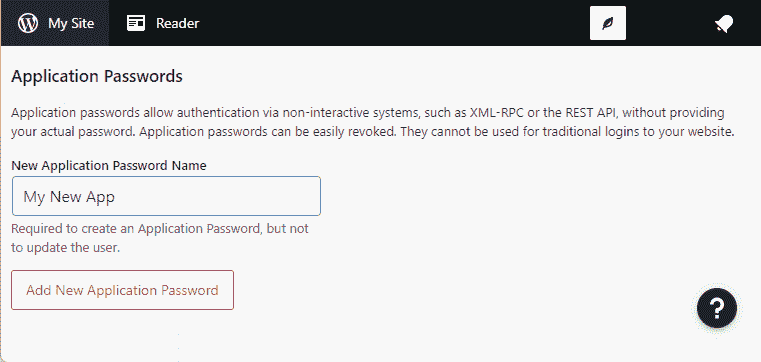 My Site
Reader
Application Passwords
Application passwords allow authentication via non-interactive systems, such as XML-RPC or the REST API, without providing
your actual password. Application passwords can be easily revoked. They cannot be used for traditional logins to your website.
New Application Password Name
My New App
Required to create an Application Password, but not
to update the user.
Add New Application Password
?